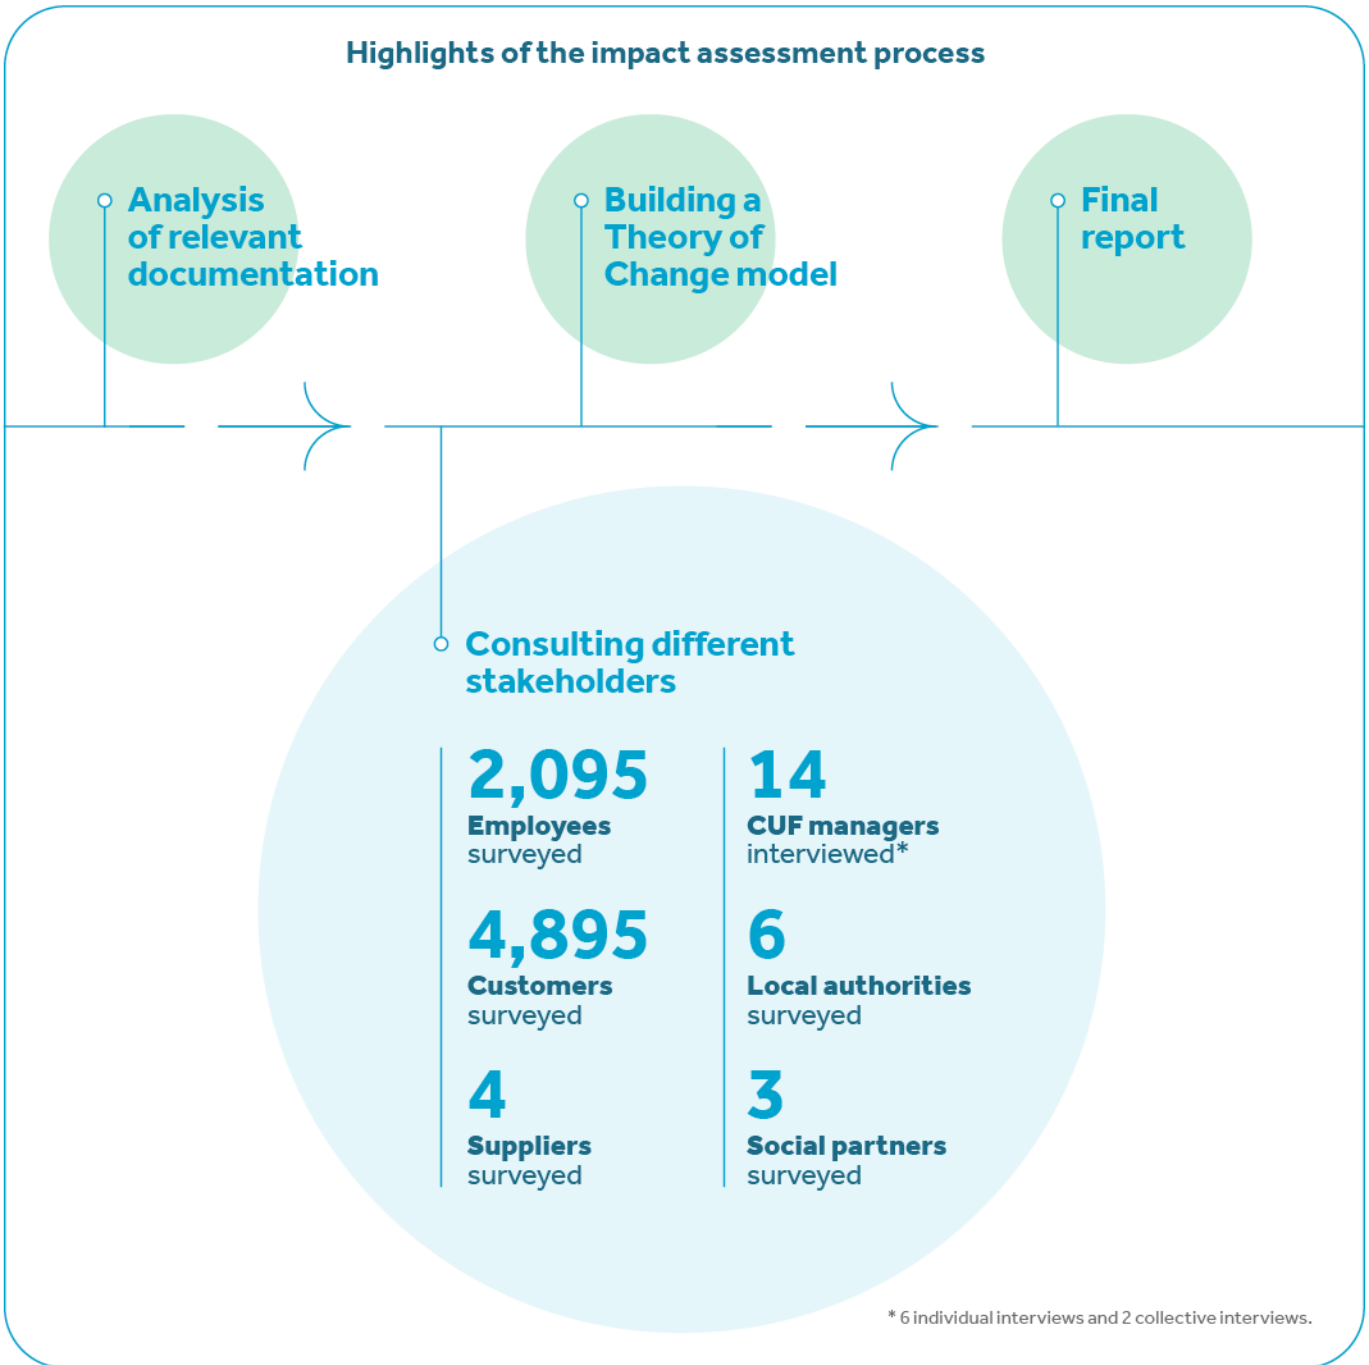 Highlights of the impact assessment process
Analysis
of relevant
documentation
Building a
Theory of
Change model
Final
report
Consulting different
stakeholders
2,095
Employees
surveyed
4,895
Customers
surveyed
4
Suppliers
surveyed
14
CUF managers
interviewed*
6
Local authorities
surveyed
3
Social partners
surveyed
* 6 individual interviews and 2 collective interviews.